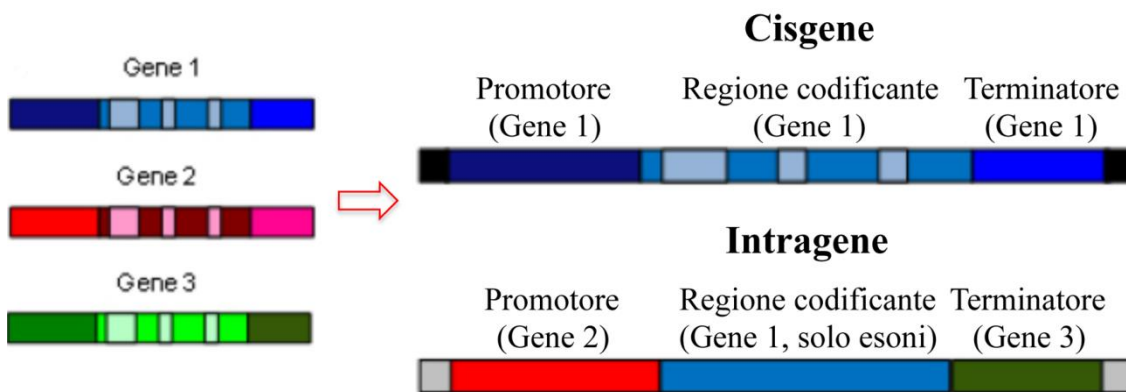 Gene 1
Gene 2
Gene 3
Cisgene
Promotore Regione codificante Terminatore
(Gene 1) (Gene 1) (Gene 1)
Intragene
Promotore Regione codificante Terminatore
(Gene 2) (Gene 1, solo esoni) (Gene 3)